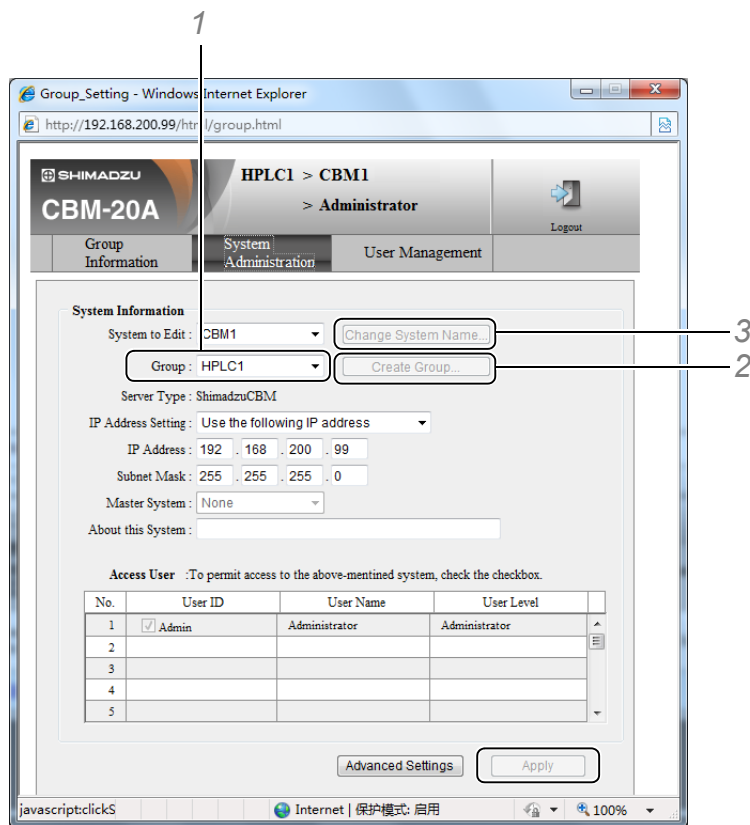 1
Group_Setting - Windows Internet Explorer
http://192.168.200.99/html/group.html
SHIMADZU
CBM-20A
HPLC1 > CBM1
> Administrator
Logout
Group Information
System Administration
User Management
System Information
System to Edit : CBM1 Change System Name... 3
Group : HPLC1 Create Group... 2
Server Type : ShimadzuCBM
IP Address Setting : Use the following IP address
IP Address : 192 . 168 . 200 . 99
Subnet Mask : 255 . 255 . 255 . 0
Master System : None
About this System :
Access User :To permit access to the above-mentined system, check the checkbox.
No. User ID User Name User Level
1 Admin Administrator Administrator
2
3
4
5
Advanced Settings Apply
javascript:clickS Internet | 保护模式: 启用 100%